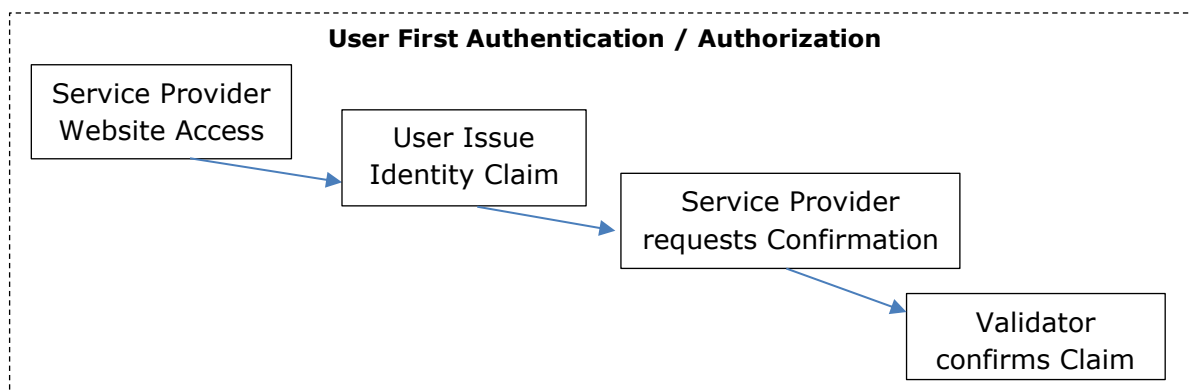 User First Authentication / Authorization
Service Provider
Website Access
User Issue
Identity Claim
Service Provider
requests Confirmation
Validator
confirms Claim